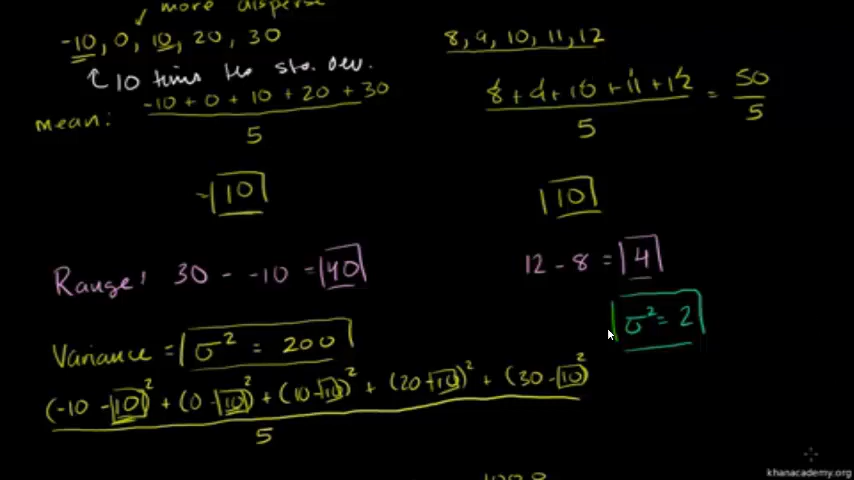 more disperse
-10, 0, 10, 20, 30
10 times the std. dev.
mean: -10 + 0 + 10 + 20 + 30
5
10
Range: 30 - -10 = 40
Variance = σ² = 200
(-10 - 10)² + (0 - 10)² + (10 - 10)² + (20 - 10)² + (30 - 10)²
5
8, 9, 10, 11, 12
8 + 9 + 10 + 11 + 12 = 50
5 5
10
12 - 8 = 4
σ² = 2
khanacademy.org